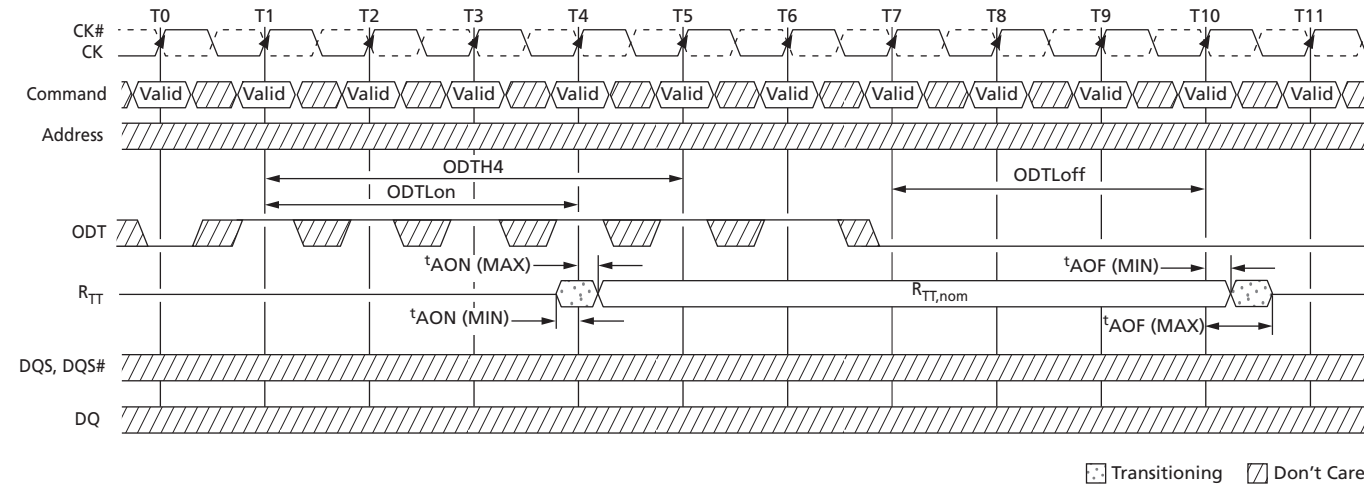 T0 T1 T2 T3 T4 T5 T6 T7 T8 T9 T10 T11
CK#
CK
Command Valid Valid Valid Valid Valid Valid Valid Valid Valid Valid Valid Valid
Address
ODTH4
ODTLon
ODTLoff
ODT
tAON (MAX)
tAOF (MIN)
RTT
RTT,nom
tAON (MIN)
tAOF (MAX)
DQS, DQS#
DQ
Transitioning Don't Care